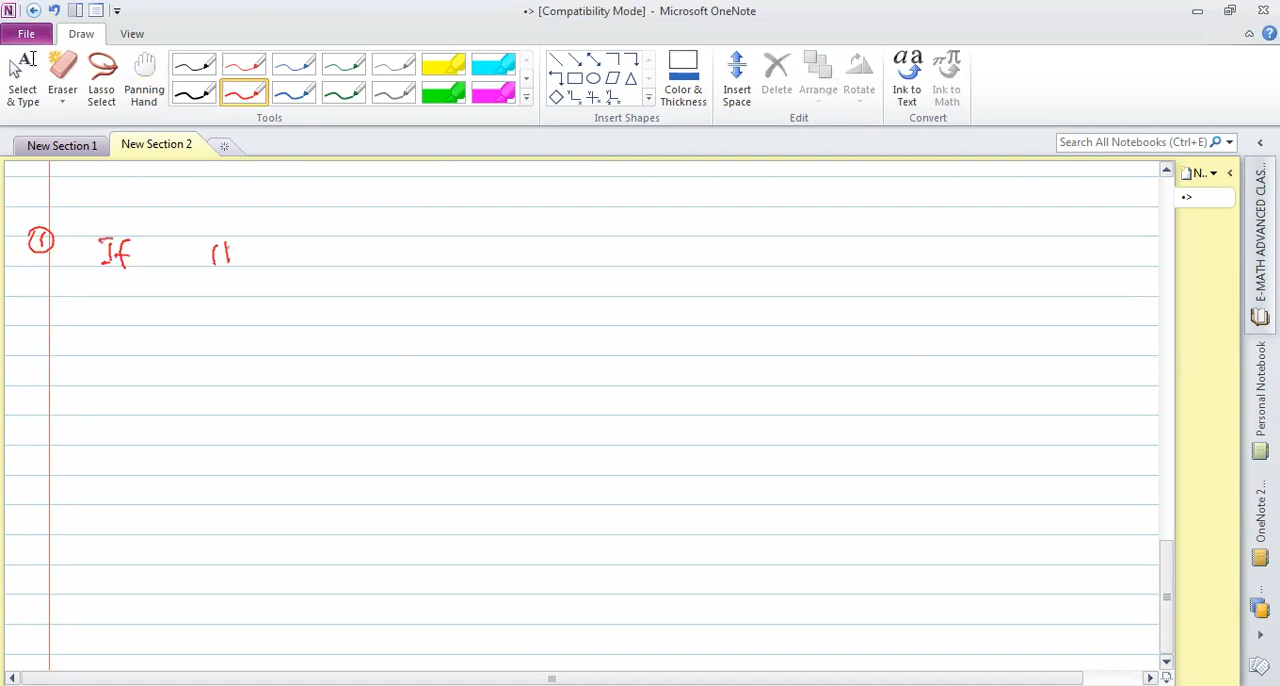 •> [Compatibility Mode] - Microsoft OneNote
File Draw View
Select & Type
Eraser
Lasso Select
Panning Hand
Color & Thickness
Insert Space
Delete
Arrange
Rotate
Ink to Text
Ink to Math
Tools
Insert Shapes
Edit
Convert
New Section 1
New Section 2
Search All Notebooks (Ctrl+E)
N..
•>
E-MATH ADVANCED CLAS...
Personal Notebook
OneNote 2...
If